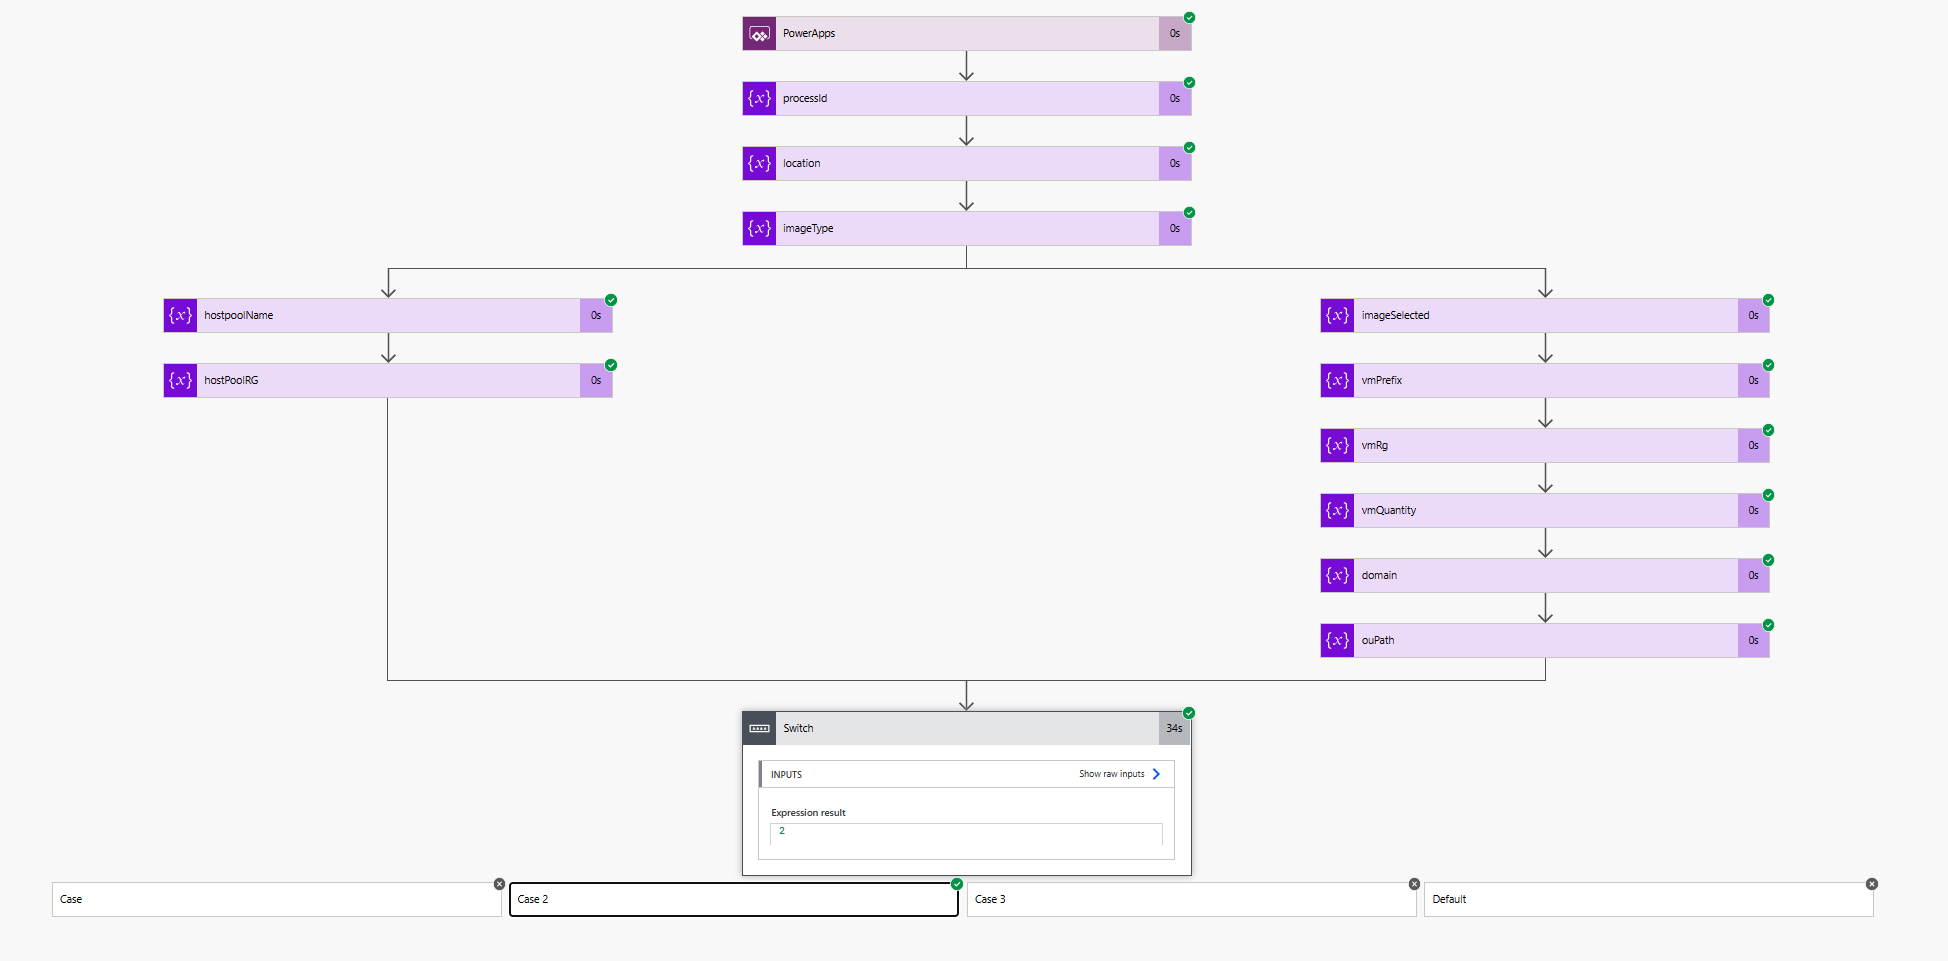 PowerApps 0s
{x} processId 0s
{x} location 0s
{x} imageType 0s
{x} hostpoolName 0s
{x} hostPoolRG 0s
{x} imageSelected 0s
{x} vmPrefix 0s
{x} vmRg 0s
{x} vmQuantity 0s
{x} domain 0s
{x} ouPath 0s
Switch 34s
INPUTS Show raw inputs
Expression result
2
Case
Case 2
Case 3
Default